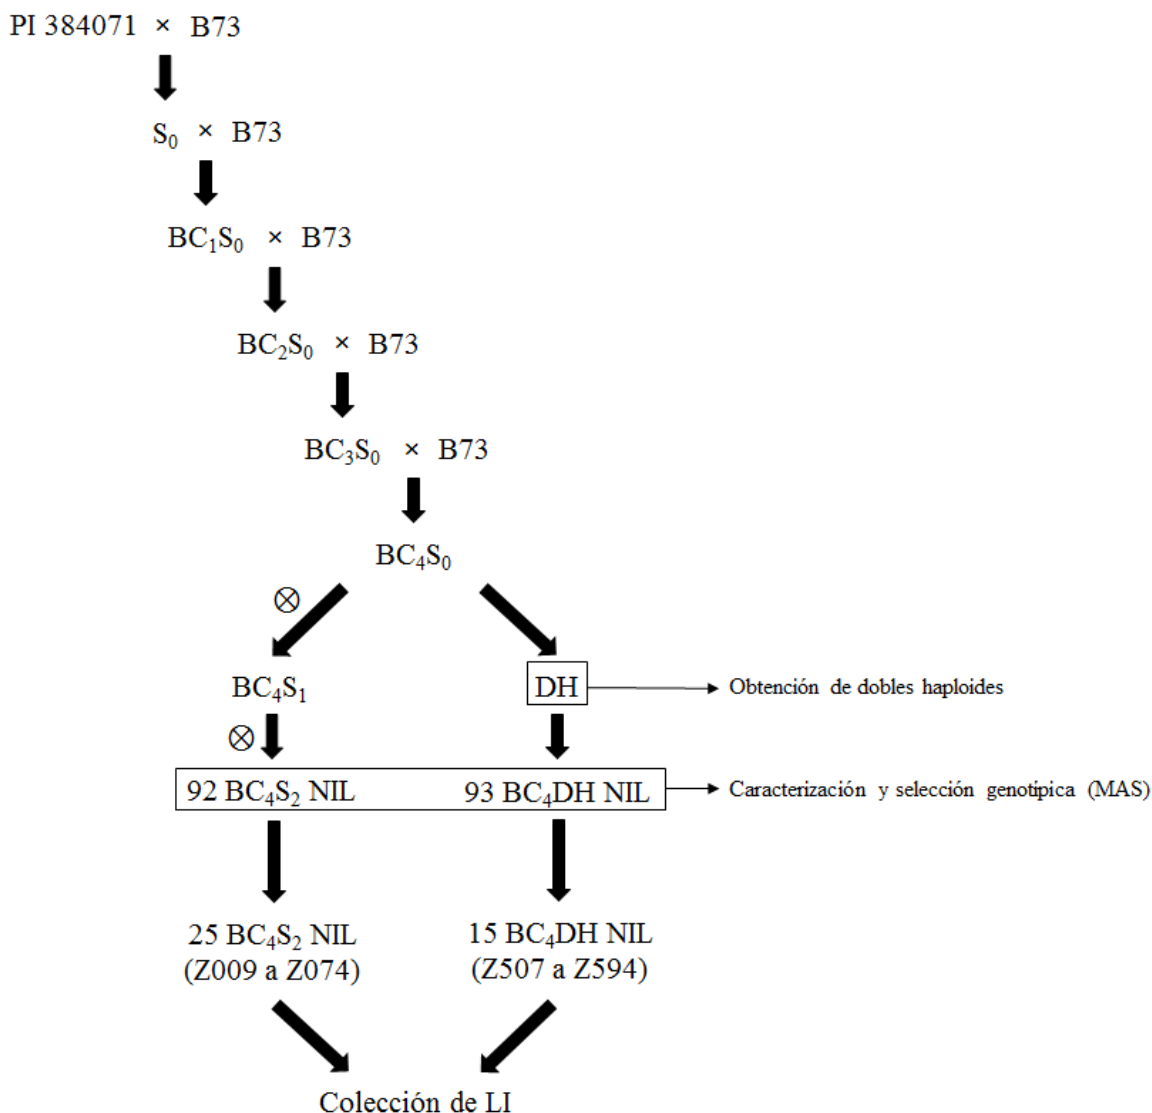 PI 384071 × B73
S₀ × B73
BC₁S₀ × B73
BC₂S₀ × B73
BC₃S₀ × B73
BC₄S₀
BC₄S₁
DH
Obtención de dobles haploides
92 BC₄S₂ NIL
93 BC₄DH NIL
Caracterización y selección genotípica (MAS)
25 BC₄S₂ NIL
(Z009 a Z074)
15 BC₄DH NIL
(Z507 a Z594)
Colección de LI